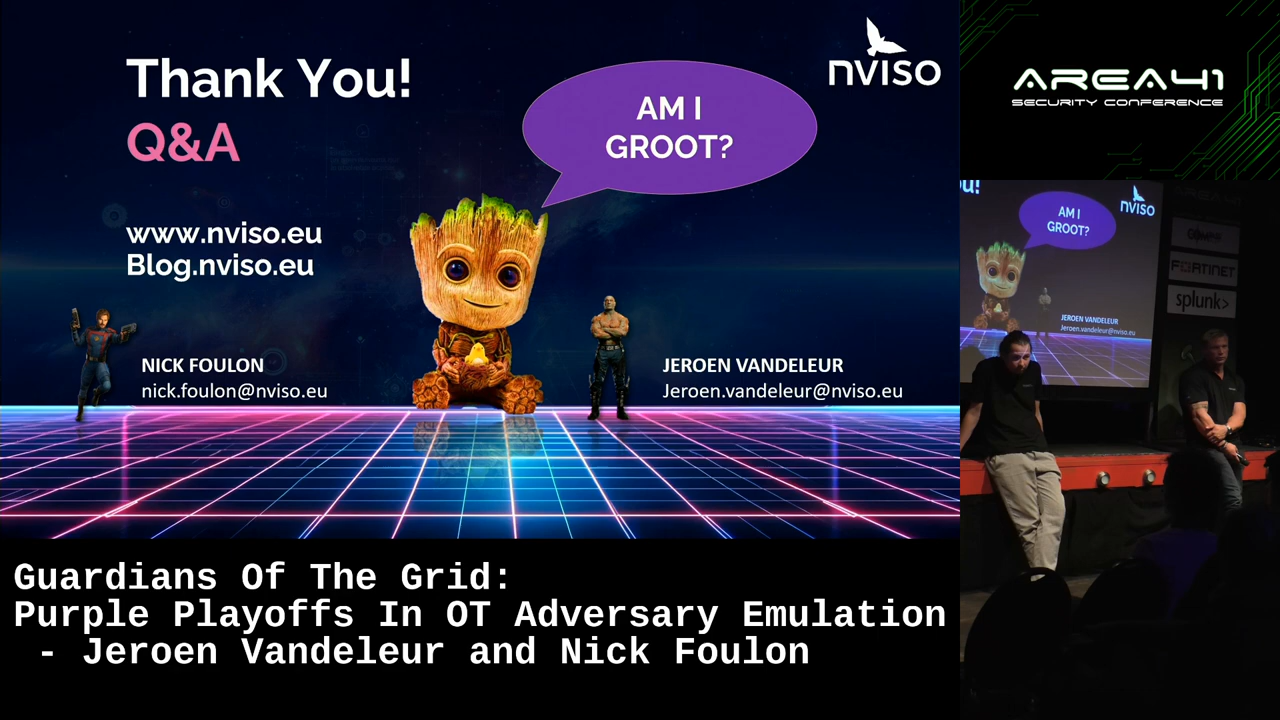 Thank You!
Q&A
www.nviso.eu
Blog.nviso.eu
AM I
GROOT?
nviso
NICK FOULON
nick.foulon@nviso.eu
JEROEN VANDELEUR
Jeroen.vandeleur@nviso.eu
Guardians Of The Grid:
Purple Playoffs In OT Adversary Emulation
- Jeroen Vandeleur and Nick Foulon
AREA41
SECURITY CONFERENCE
ou!
AM I
GROOT?
nviso
JEROEN VANDELEUR
Jeroen.vandeleur@nviso.eu
FORTINET
splunk>